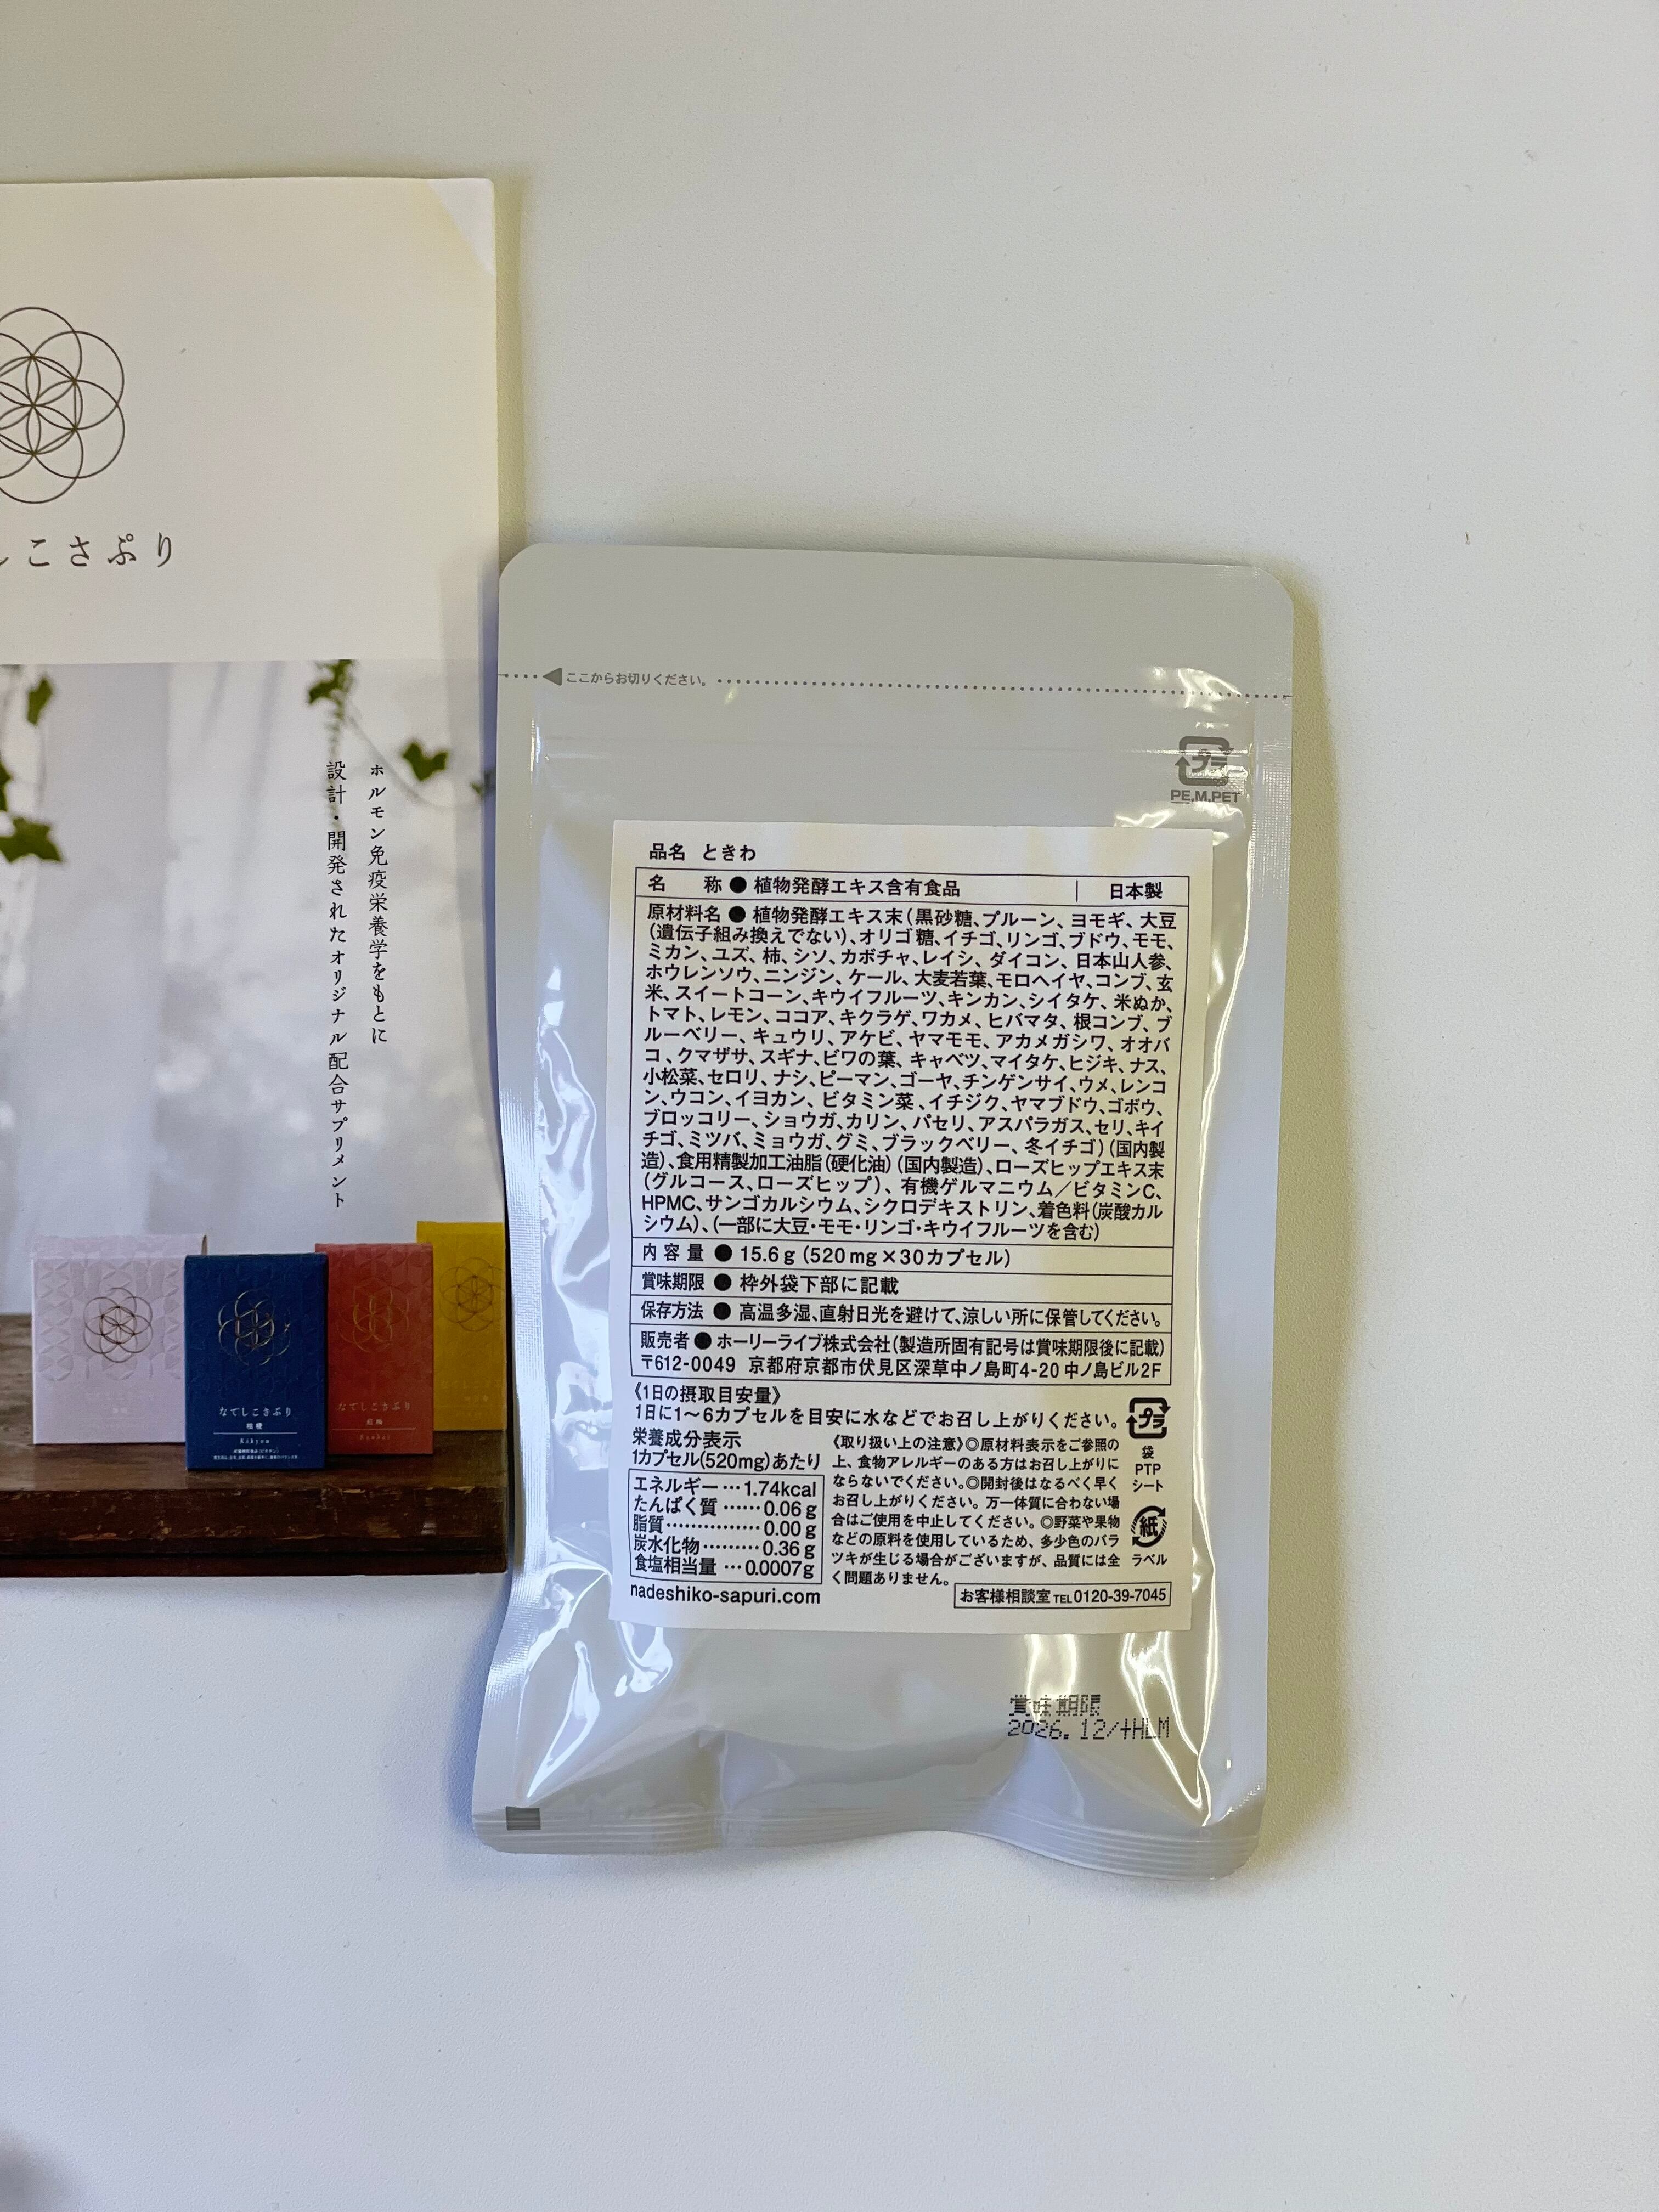 こさぷり
ホルモン免疫栄養学をもとに
設計・開発されたオリジナル配合サプリメント
なでしこさぷり
桔梗
Kikyou
なでしこさぷり
紅梅
Koubai
ここからお切りください。
プラ
PE,M,PET
品名 ときわ
名 称 ● 植物発酵エキス含有食品 日本製
原材料名 ● 植物発酵エキス末(黒砂糖、プルーン、ヨモギ、大豆
(遺伝子組み換えでない)、オリゴ糖、イチゴ、リンゴ、ブドウ、モモ、
ミカン、ユズ、柿、シソ、カボチャ、レイシ、ダイコン、日本山人参、
ホウレンソウ、ニンジン、ケール、大麦若葉、モロヘイヤ、コンブ、玄
米、スイートコーン、キウイフルーツ、キンカン、シイタケ、米ぬか、
トマト、レモン、ココア、キクラゲ、ワカメ、ヒバマタ、根コンブ、ブ
ルーベリー、キュウリ、アケビ、ヤマモモ、アカメガシワ、オオバ
コ、クマザサ、スギナ、ビワの葉、キャベツ、マイタケ、ヒジキ、ナス、
小松菜、セロリ、ナシ、ピーマン、ゴーヤ、チンゲンサイ、ウメ、レンコ
ン、ウコン、イヨカン、ビタミン菜、イチジク、ヤマブドウ、ゴボウ、
ブロッコリー、ショウガ、カリン、パセリ、アスパラガス、セリ、キイ
チゴ、ミツバ、ミョウガ、グミ、ブラックベリー、冬イチゴ)(国内製
造)、食用精製加工油脂(硬化油)(国内製造)、ローズヒップエキス末
(グルコース、ローズヒップ)、有機ゲルマニウム／ビタミンC、
HPMC、サンゴカルシウム、シクロデキストリン、着色料(炭酸カル
シウム)、(一部に大豆・モモ・リンゴ・キウイフルーツを含む)
内 容 量 ● 15.6g (520mg×30カプセル)
賞味期限 ● 枠外袋下部に記載
保存方法 ● 高温多湿、直射日光を避けて、涼しい所に保管してください。
販売者 ● ホーリーライブ株式会社(製造所固有記号は賞味期限後に記載)
〒612-0049 京都府京都市伏見区深草中ノ島町4-20 中ノ島ビル2F
《1日の摂取目安量》
1日に1〜6カプセルを目安に水などでお召し上がりください。
栄養成分表示
1カプセル(520mg)あたり
エネルギー…1.74kcal
たんぱく質……0.06g
脂質……………0.00g
炭水化物………0.36g
食塩相当量…0.0007g
nadeshiko-sapuri.com
《取り扱い上の注意》◎原材料表示をご参照の
上、食物アレルギーのある方はお召し上がりに
ならないでください。◎開封後はなるべく早く
お召し上がりください。万一体質に合わない場
合はご使用を中止してください。◎野菜や果物
などの原料を使用しているため、多少色のバラ
ツキが生じる場合がございますが、品質には全
く問題ありません。
プラ
袋
PTP
シート
紙
ラベル
お客様相談室 TEL 0120-39-7045
賞味期限
2026.12/+HLM